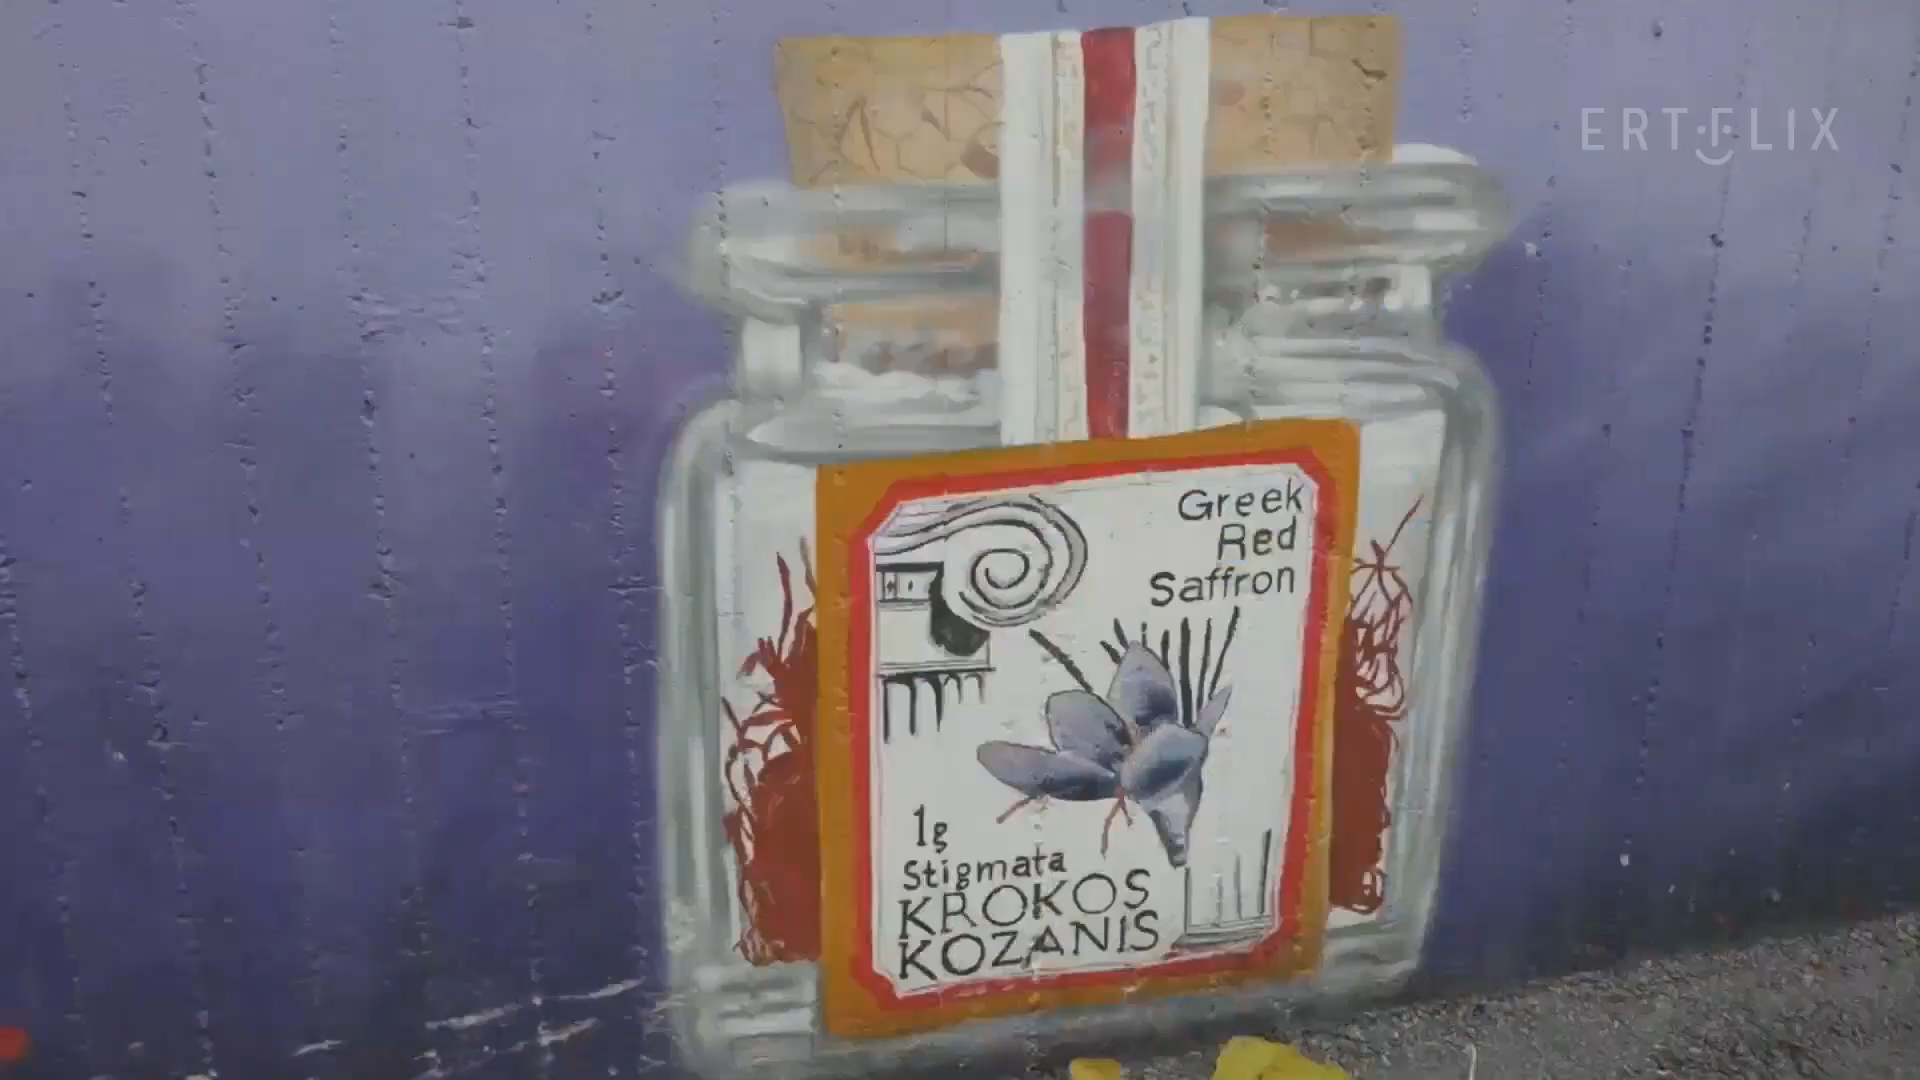 ERTFLIX
Greek
Red
Saffron
1g
Stigmata
KROKOS
KOZANIS